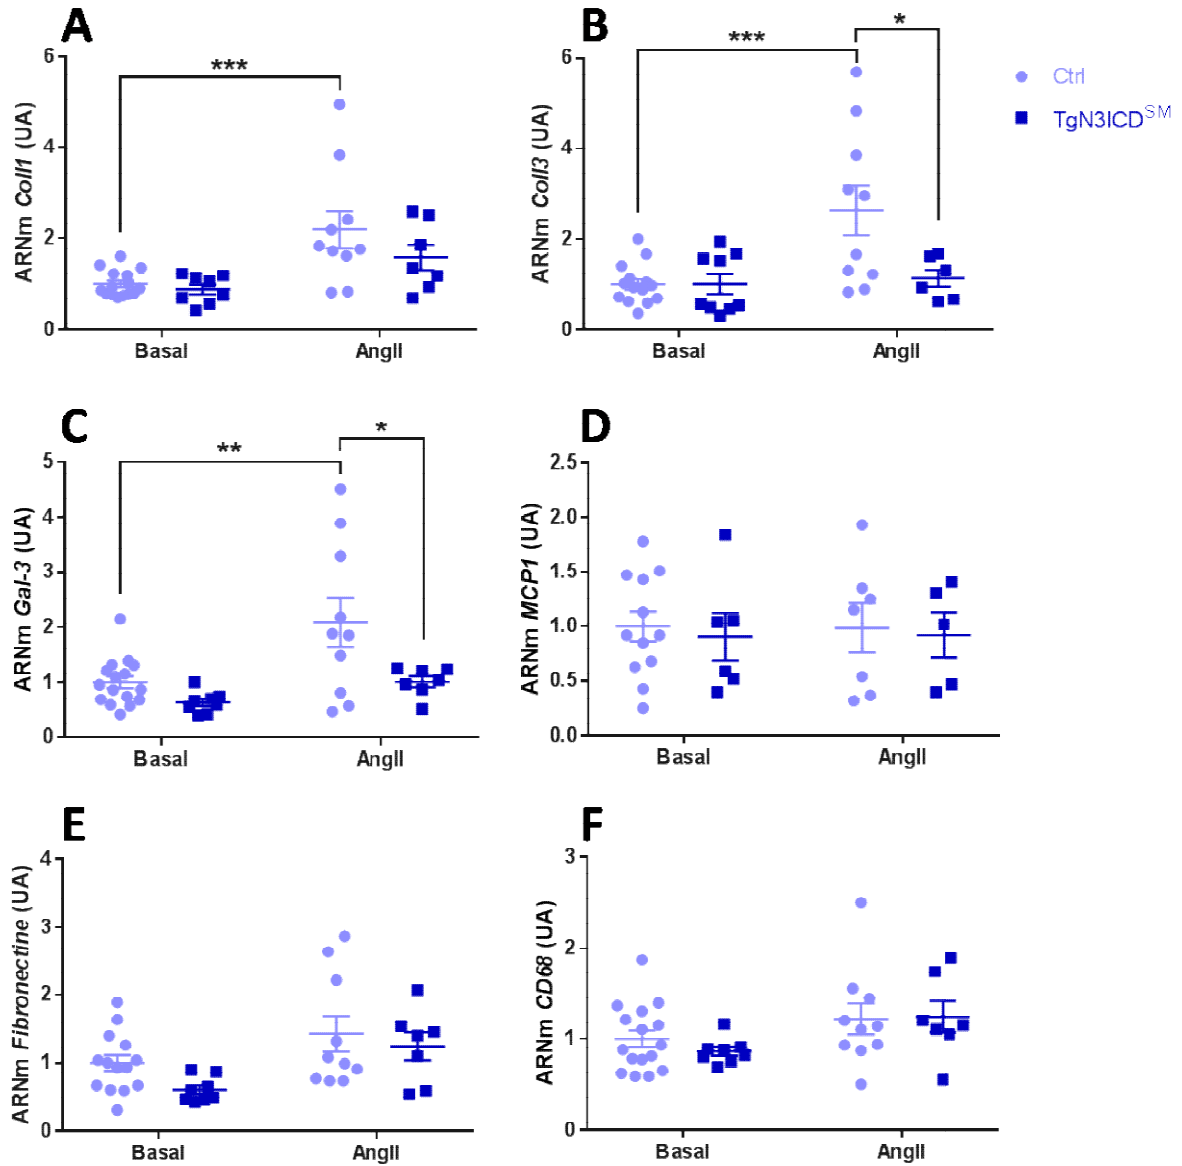 A
ARNm Coll1 (UA)
6
4
2
0
***
Basal
AngII
B
ARNm Coll3 (UA)
6
4
2
0
***
*
Basal
AngII
Ctrl
TgN3ICDSM
C
ARNm Gal-3 (UA)
5
4
3
2
1
0
**
*
Basal
AngII
D
ARNm MCP1 (UA)
2.5
2.0
1.5
1.0
0.5
0.0
Basal
AngII
E
ARNm Fibronectine (UA)
4
3
2
1
0
Basal
AngII
F
ARNm CD68 (UA)
3
2
1
0
Basal
AngII